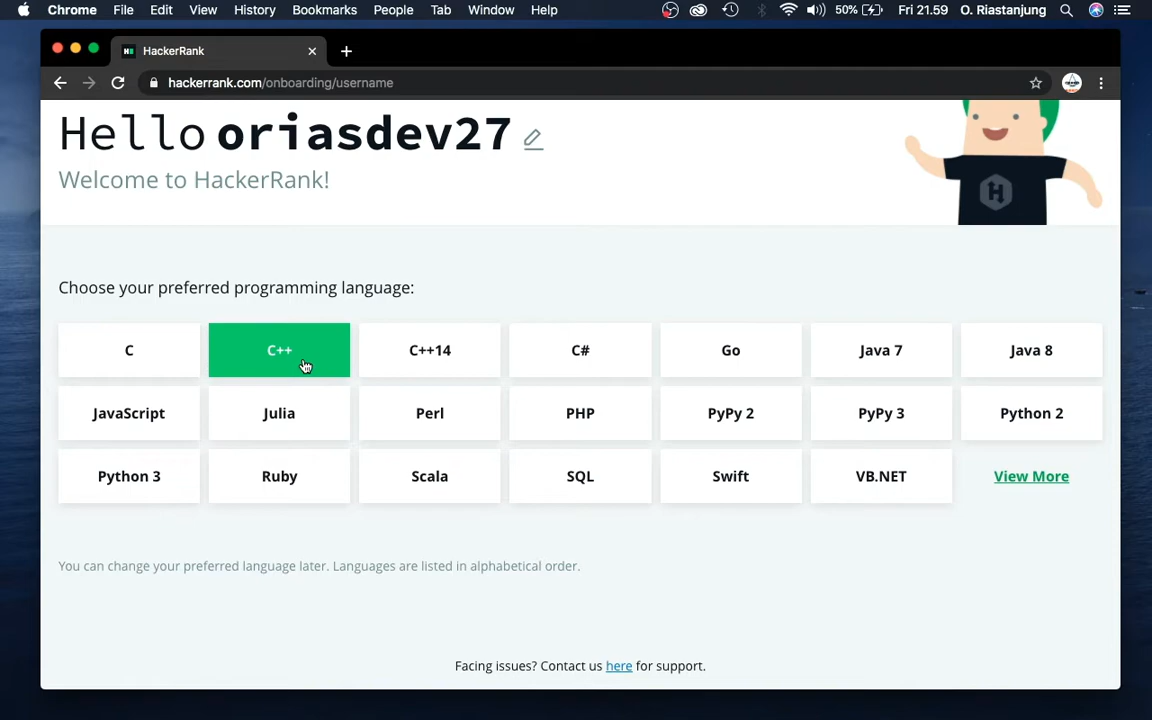 Chrome File Edit View History Bookmarks People Tab Window Help 50% Fri 21.59 O. Riastanjung
HackerRank
hackerrank.com/onboarding/username
Hello oriasdev27
Welcome to HackerRank!
Choose your preferred programming language:
C C++ C++14 C# Go Java 7 Java 8
JavaScript Julia Perl PHP PyPy 2 PyPy 3 Python 2
Python 3 Ruby Scala SQL Swift VB.NET View More
You can change your preferred language later. Languages are listed in alphabetical order.
Facing issues? Contact us here for support.